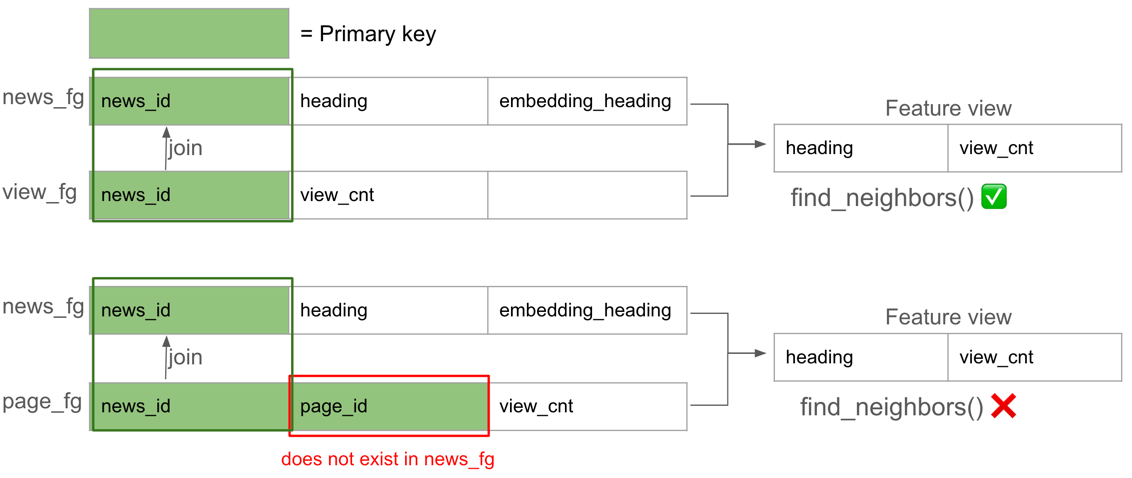 = Primary key
news_fg
news_id
heading
embedding_heading
join
view_fg
news_id
view_cnt
Feature view
heading
view_cnt
find_neighbors() ✅
news_fg
news_id
heading
embedding_heading
join
page_fg
news_id
page_id
view_cnt
does not exist in news_fg
Feature view
heading
view_cnt
find_neighbors() ❌